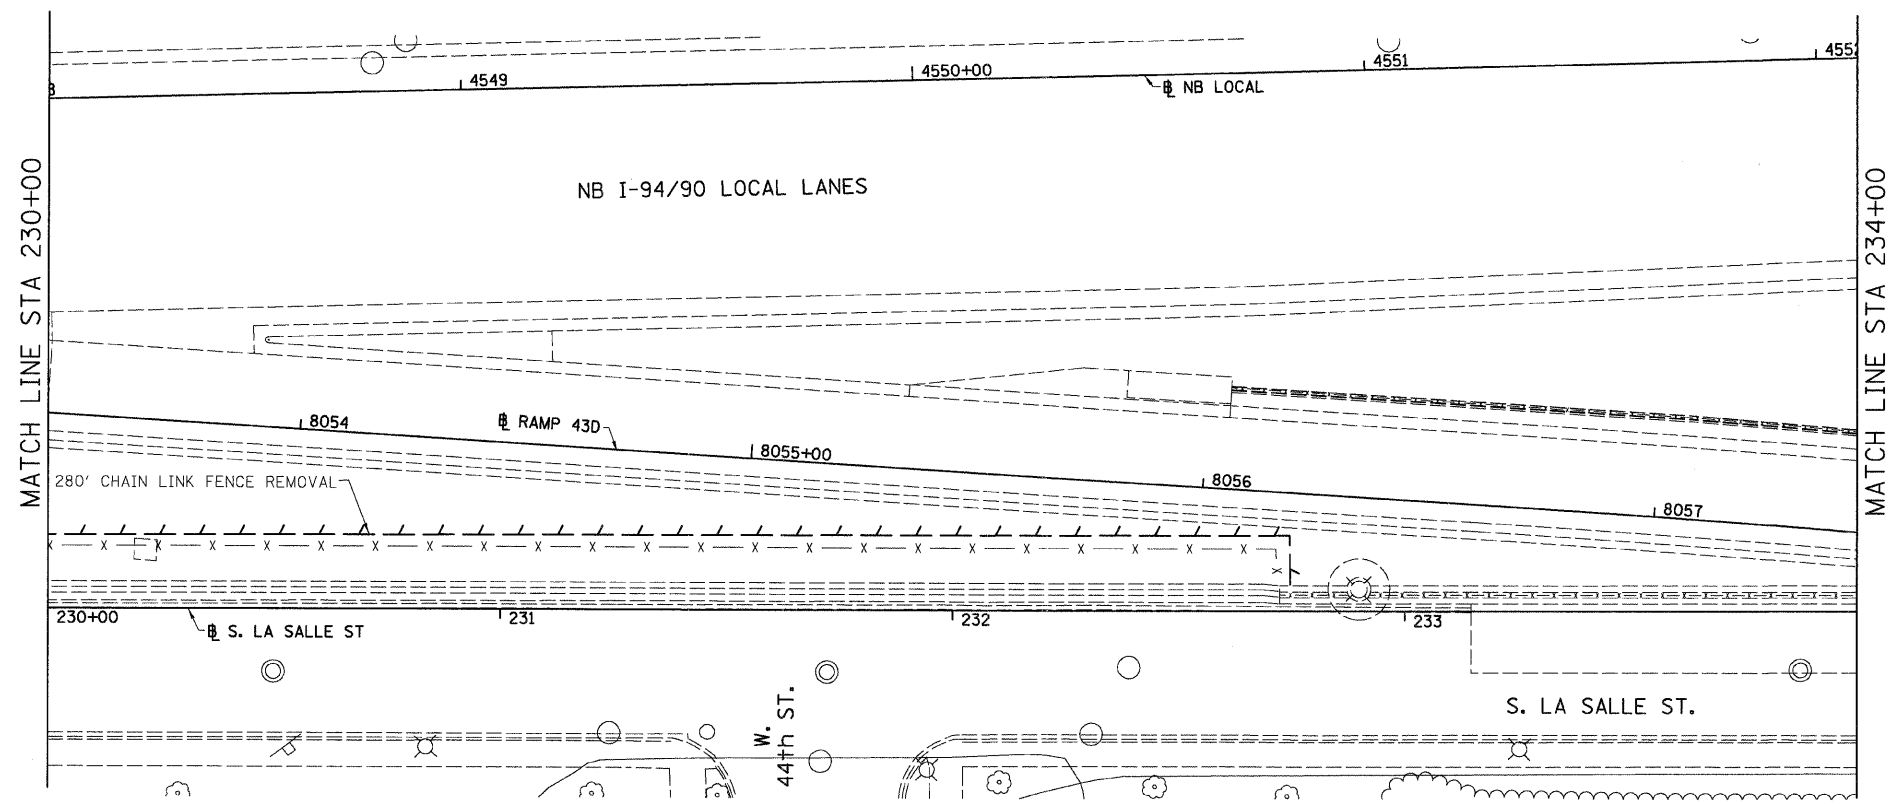 4549
4550+00
4551
455
℄ NB LOCAL
NB I-94/90 LOCAL LANES
MATCH LINE STA 230+00
MATCH LINE STA 234+00
8054
℄ RAMP 43D
8055+00
8056
8057
280' CHAIN LINK FENCE REMOVAL
230+00
231
232
233
℄ S. LA SALLE ST
W.
44th ST.
S. LA SALLE ST.